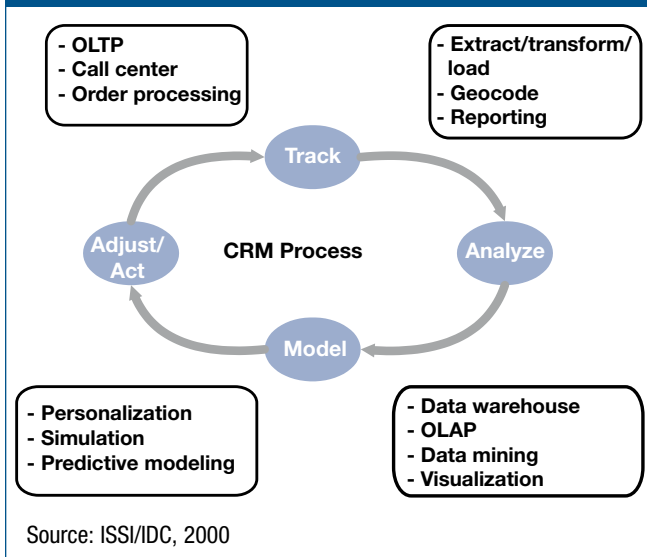 - OLTP
- Call center
- Order processing
- Extract/transform/
load
- Geocode
- Reporting
Track
Adjust/
Act
CRM Process
Analyze
Model
- Personalization
- Simulation
- Predictive modeling
- Data warehouse
- OLAP
- Data mining
- Visualization
Source: ISSI/IDC, 2000